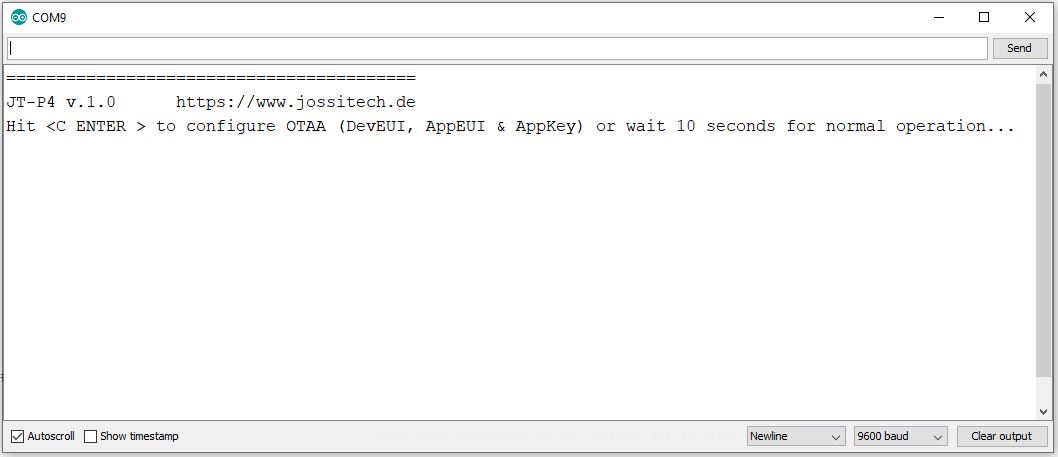 COM9
Send
=========================================
JT-P4 v.1.0      https://www.jossitech.de
Hit <C ENTER > to configure OTAA (DevEUI, AppEUI & AppKey) or wait 10 seconds for normal operation...
Autoscroll Show timestamp Newline 9600 baud Clear output